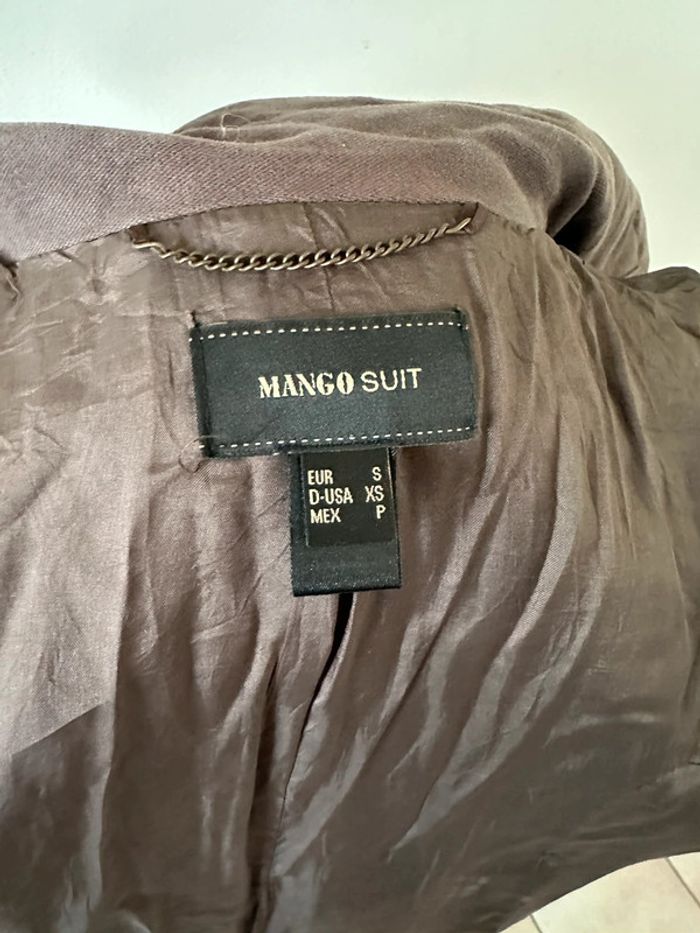 MANGO SUIT
EUR S
D-USA XS
MEX P